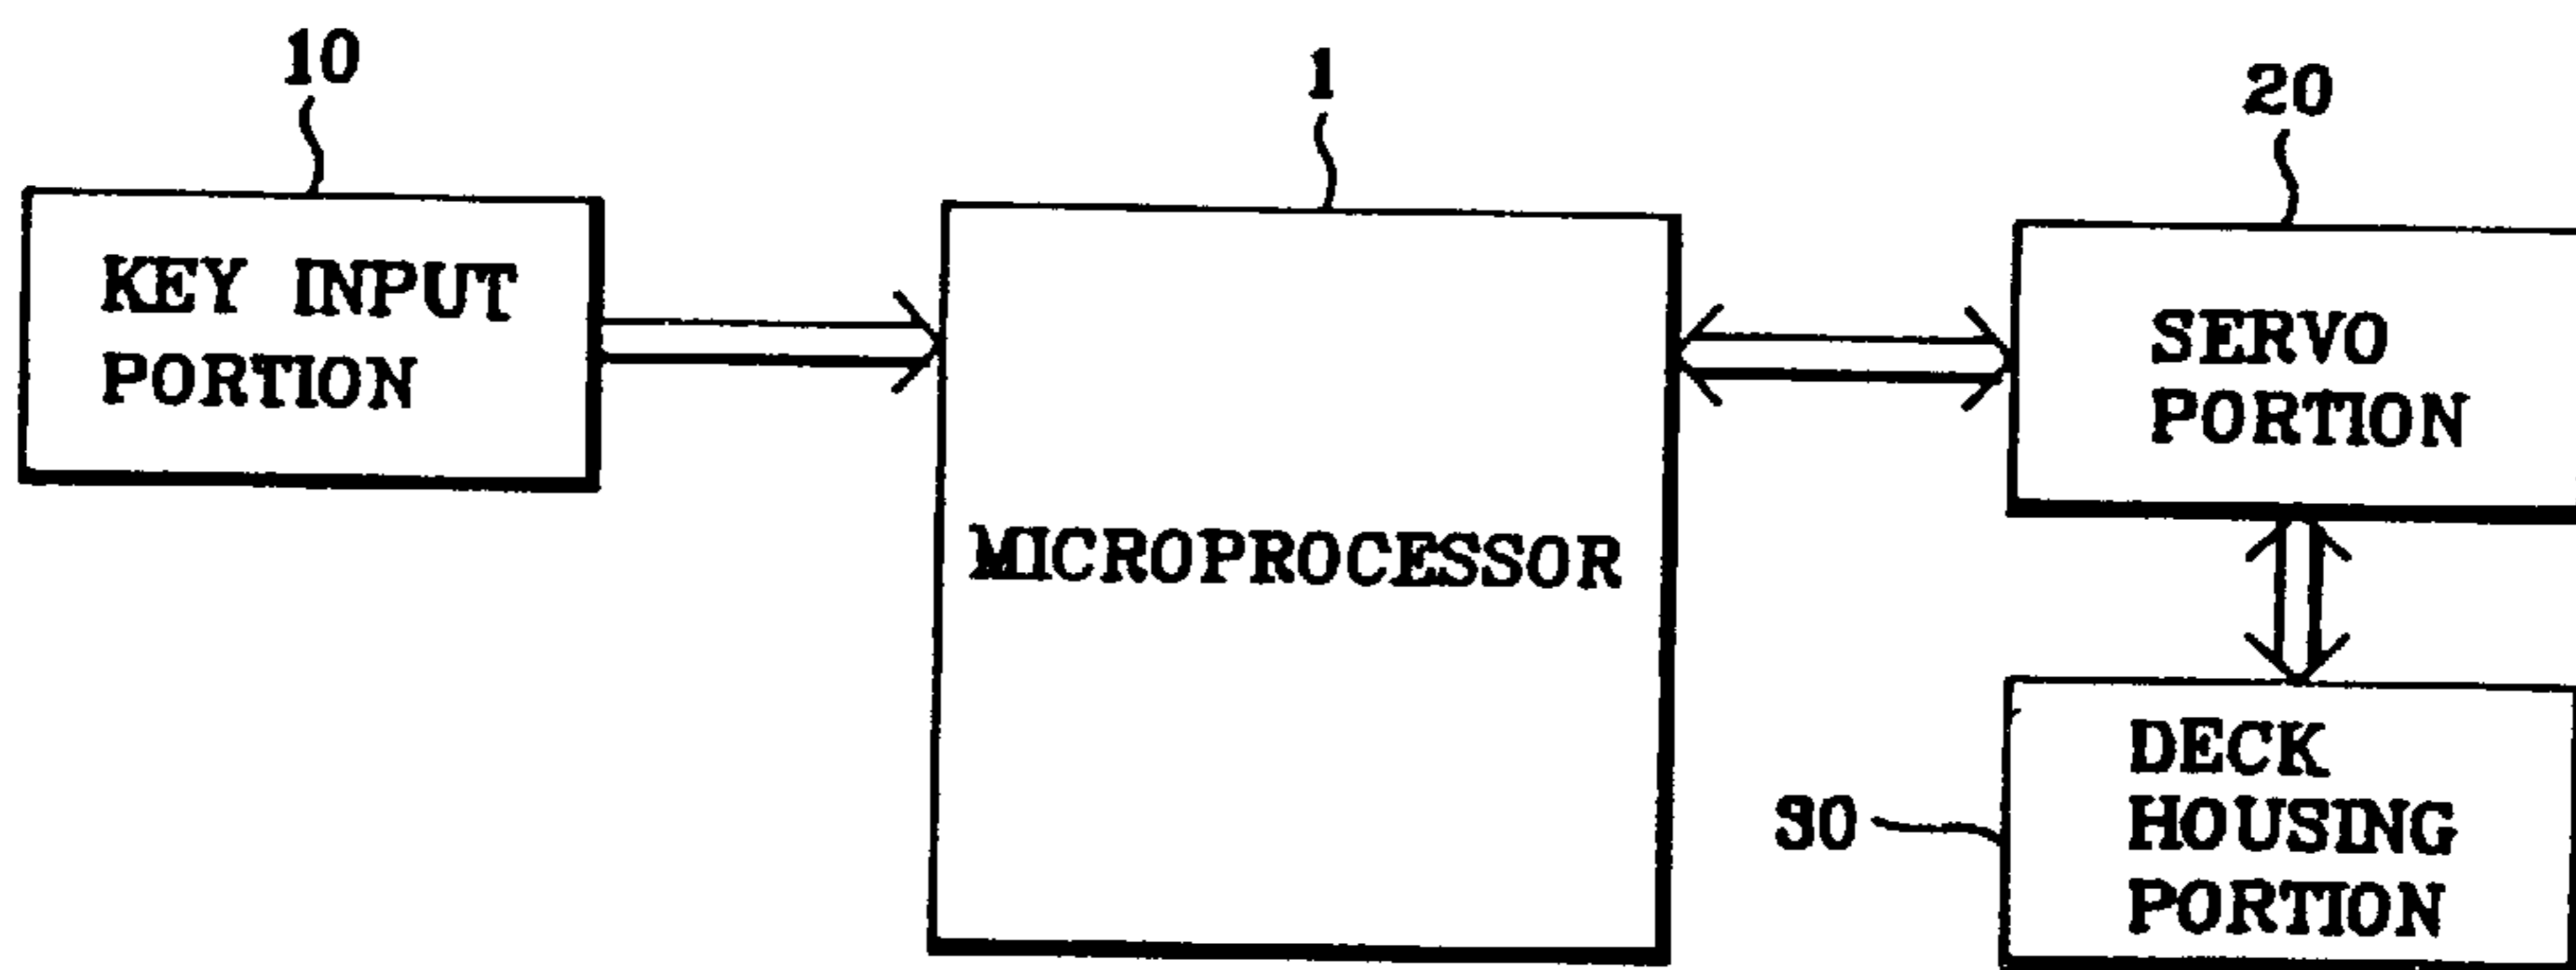 10
1
20
KEY INPUT
PORTION
MICROPROCESSOR
SERVO
PORTION
30
DECK
HOUSING
PORTION